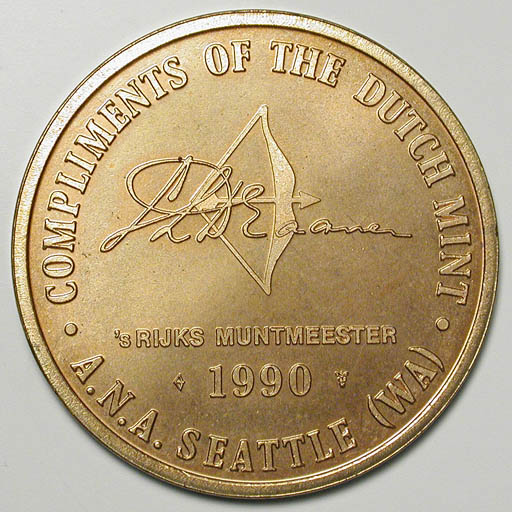 COMPLIMENTS OF THE DUTCH MINT
's RIJKS MUNTMEESTER
1990
A.N.A. SEATTLE (WA)